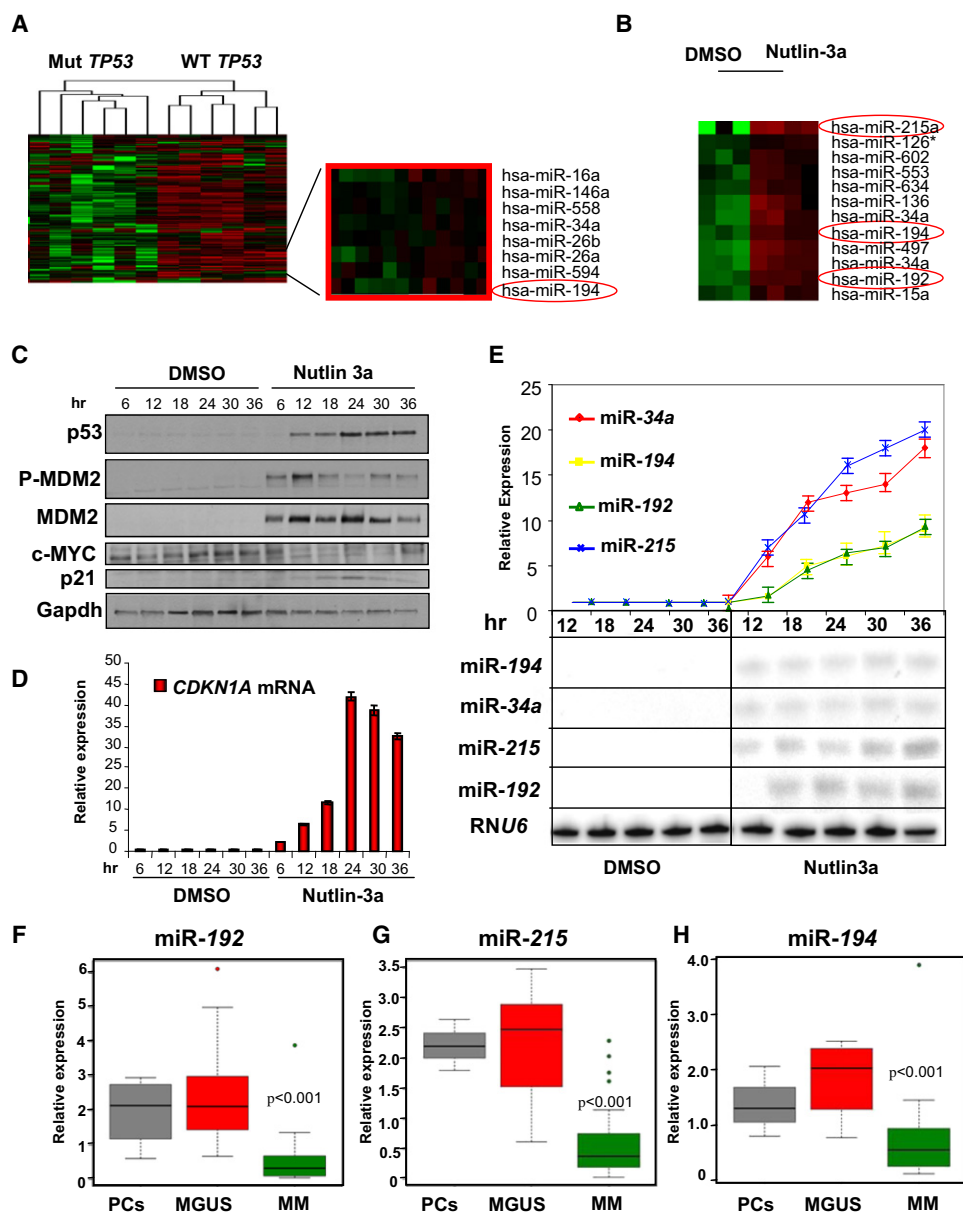 A
Mut TP53 WT TP53
hsa-miR-16a
hsa-miR-146a
hsa-miR-558
hsa-miR-34a
hsa-miR-26b
hsa-miR-26a
hsa-miR-594
hsa-miR-194
B
DMSO Nutlin-3a
hsa-miR-215a
hsa-miR-126*
hsa-miR-602
hsa-miR-553
hsa-miR-634
hsa-miR-136
hsa-miR-34a
hsa-miR-194
hsa-miR-497
hsa-miR-34a
hsa-miR-192
hsa-miR-15a
C
DMSO Nutlin 3a
hr 6 12 18 24 30 36 6 12 18 24 30 36
p53
P-MDM2
MDM2
c-MYC
p21
Gapdh
D
CDKN1A mRNA
Relative expression
50
45
40
35
30
25
20
15
10
5
0
hr 6 12 18 24 30 36 6 12 18 24 30 36
DMSO Nutlin-3a
E
Relative Expression
25
20
15
10
5
0
miR-34a
miR-194
miR-192
miR-215
hr 12 18 24 30 36 12 18 24 30 36
miR-194
miR-34a
miR-215
miR-192
RNU6
DMSO Nutlin3a
F
miR-192
Relative expression
6
5
4
3
2
1
0
p<0.001
PCs MGUS MM
G
miR-215
Relative expression
3.5
3.0
2.5
2.0
1.5
1.0
0.5
0
p<0.001
PCs MGUS MM
H
miR-194
Relative expression
4.0
3.0
2.0
1.0
0
p<0.001
PCs MGUS MM